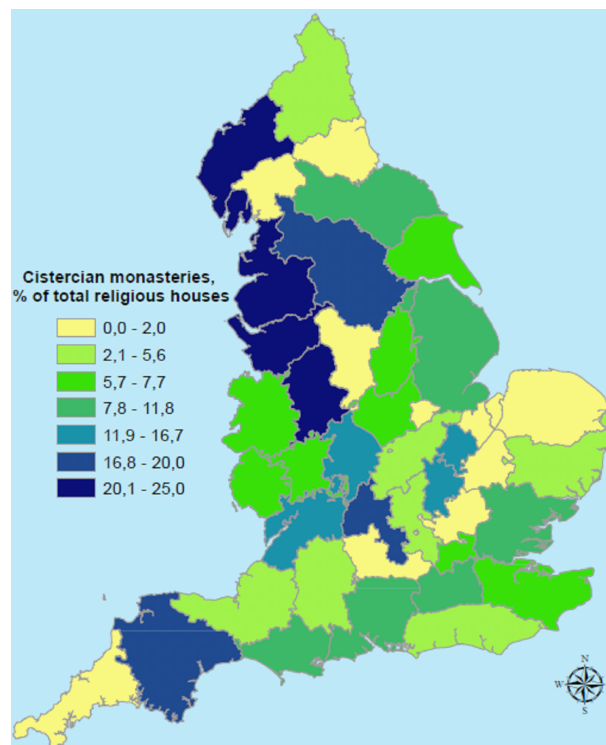 Cistercian monasteries,
% of total religious houses
0,0 - 2,0
2,1 - 5,6
5,7 - 7,7
7,8 - 11,8
11,9 - 16,7
16,8 - 20,0
20,1 - 25,0
N
W E
S